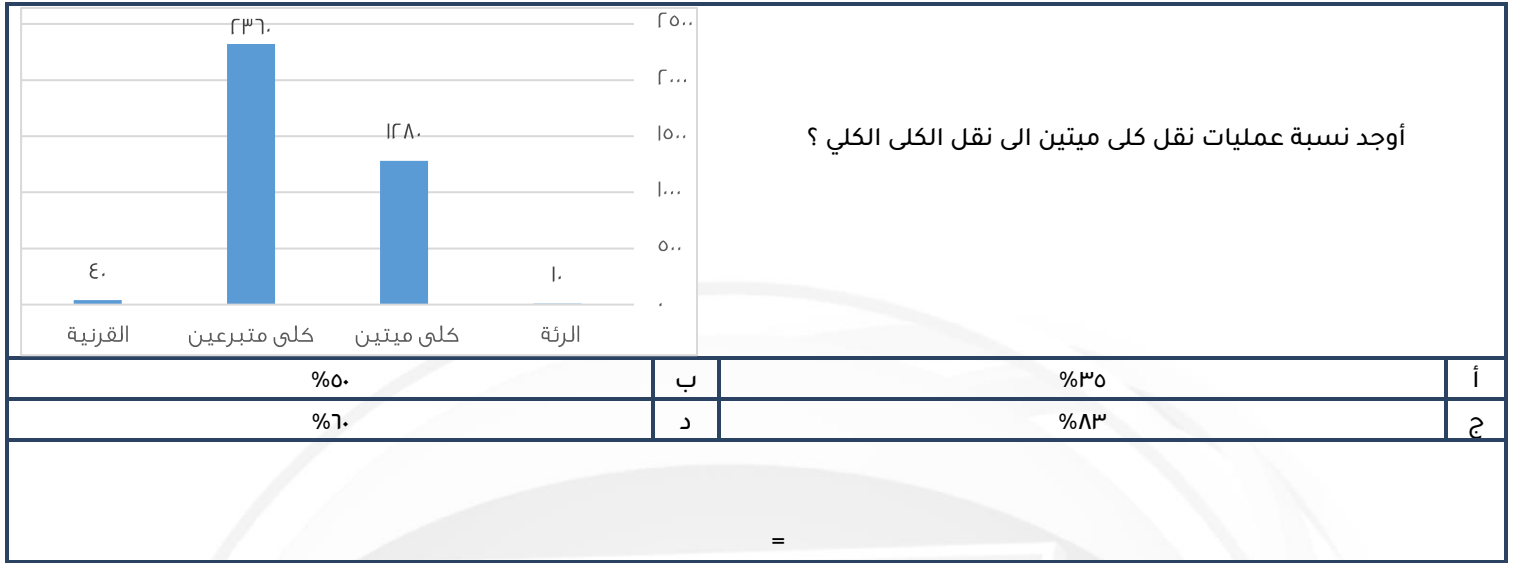 أوجد نسبة عمليات نقل كلى ميتين الى نقل الكلى الكلي ؟
٢٥٠٠
٢٠٠٠
١٥٠٠
١٠٠٠
٥٠٠
٠
١٠
١٢٨٠
٢٣٦٠
٤٠
الرئة
كلى ميتين
كلى متبرعين
القرنية
أ
%٣٥
ب
%٥٠
ج
%٨٣
د
%٦٠
=